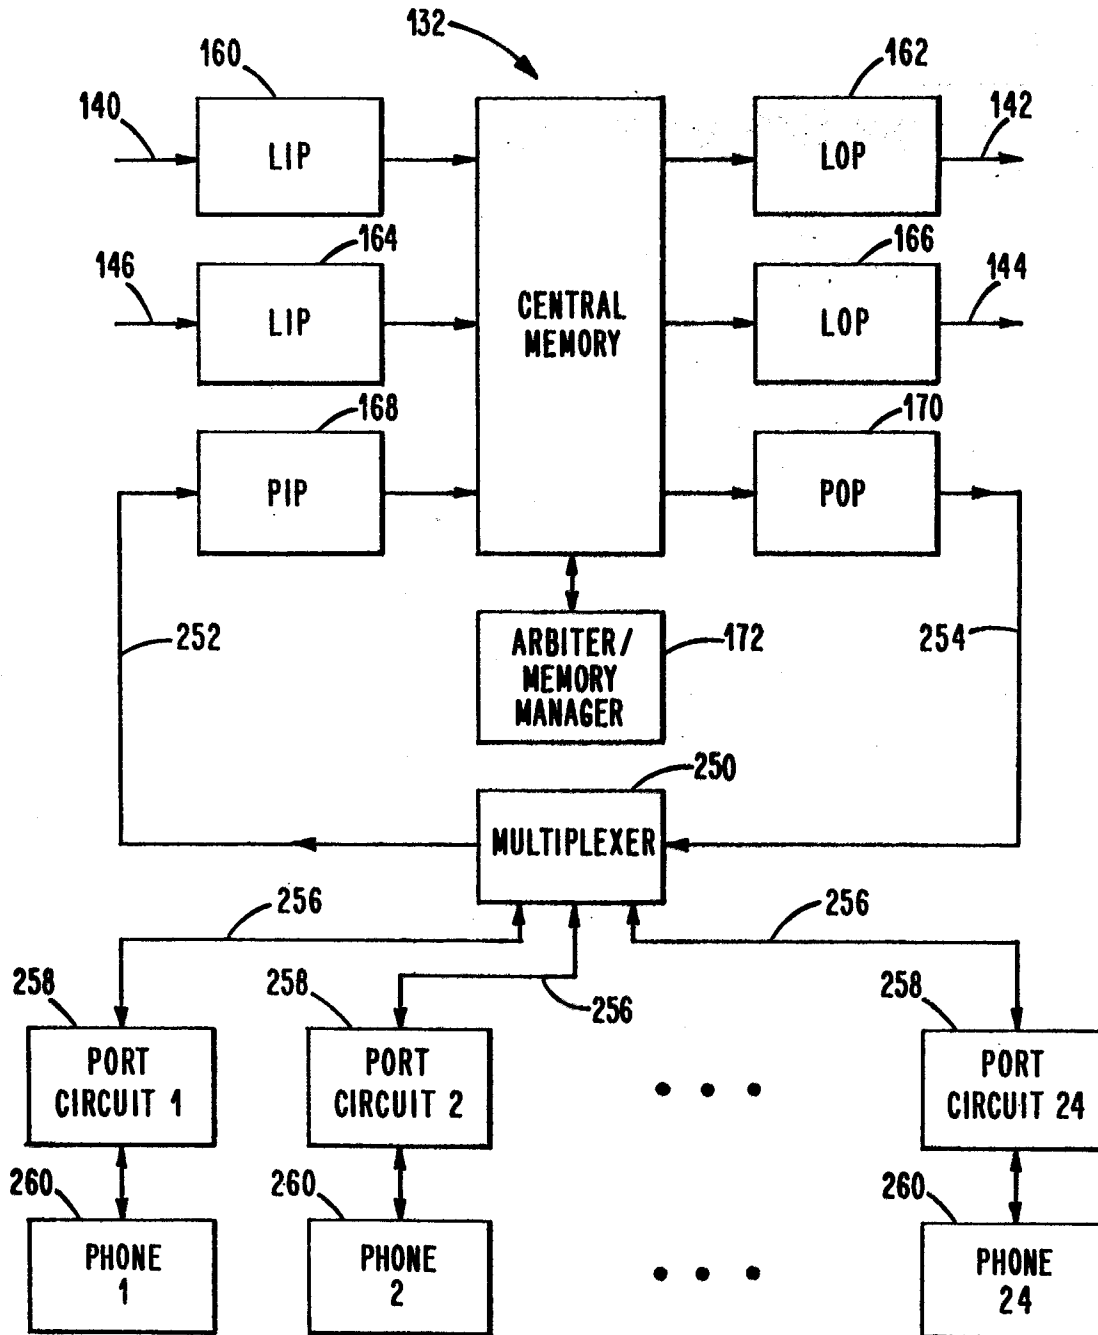 132
160
162
140
LIP
LOP
142
164
166
146
LIP
CENTRAL
MEMORY
LOP
144
168
170
PIP
POP
252
ARBITER/
MEMORY
MANAGER
172
254
250
MULTIPLEXER
256
256
256
258
258
258
PORT
CIRCUIT 1
PORT
CIRCUIT 2
PORT
CIRCUIT 24
260
260
260
PHONE
1
PHONE
2
PHONE
24